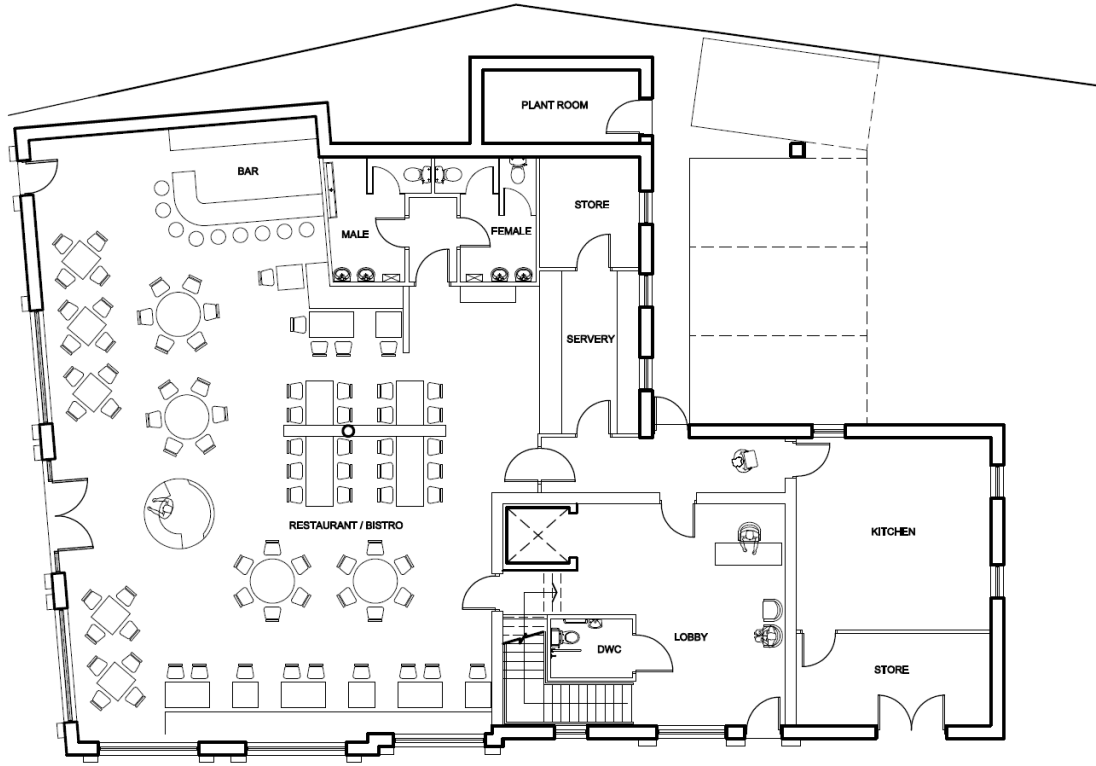 PLANT ROOM
BAR
STORE
MALE
FEMALE
SERVERY
RESTAURANT / BISTRO
KITCHEN
LOBBY
DWC
STORE